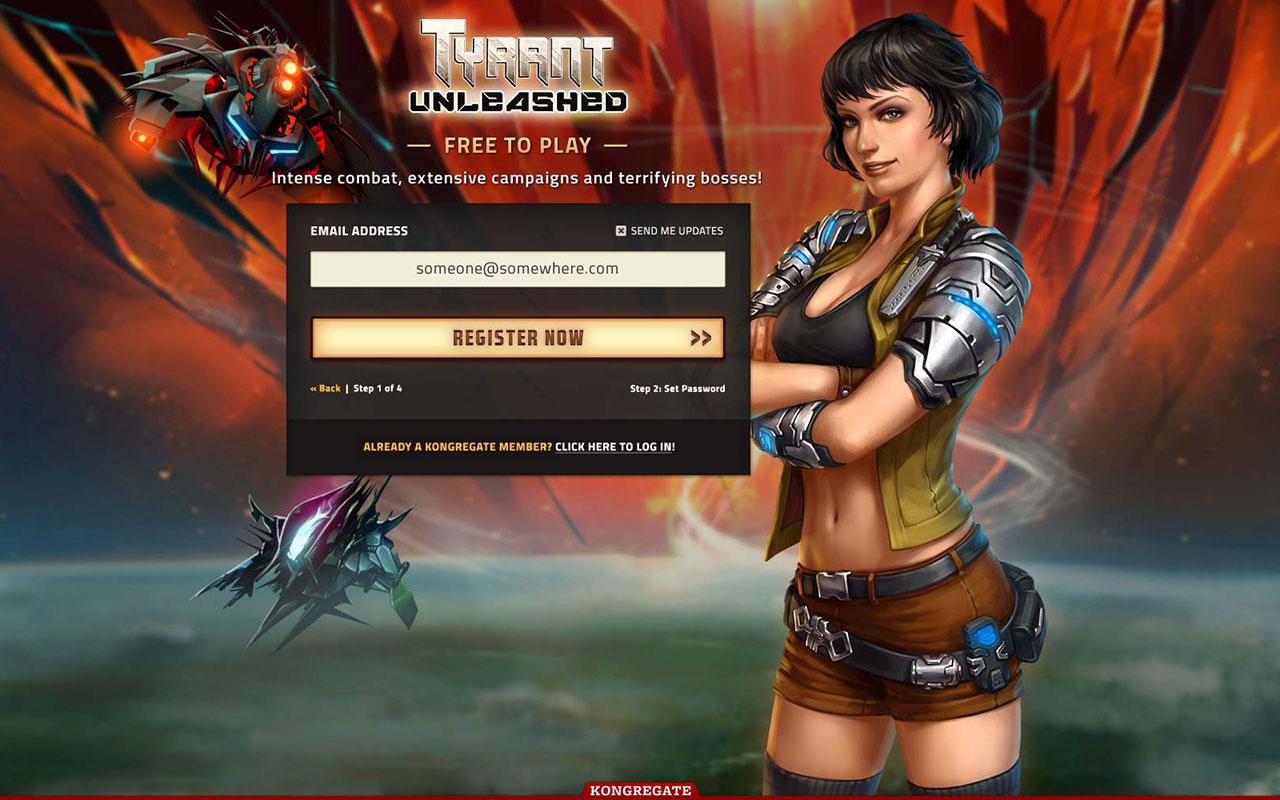 TYRANT
UNLEASHED
— FREE TO PLAY —
Intense combat, extensive campaigns and terrifying bosses!
EMAIL ADDRESS
SEND ME UPDATES
someone@somewhere.com
REGISTER NOW >>
« Back | Step 1 of 4
Step 2: Set Password
ALREADY A KONGREGATE MEMBER? CLICK HERE TO LOG IN!
KONGREGATE